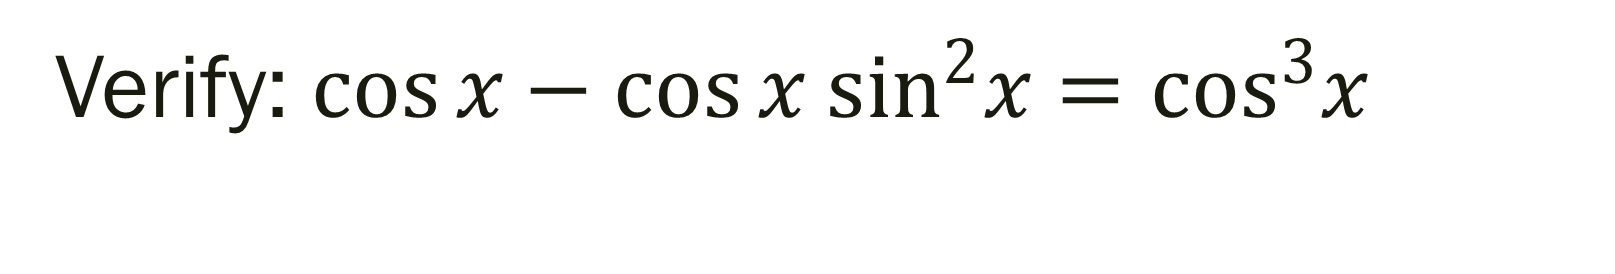 Verify: cos x − cos x sin²x = cos³x